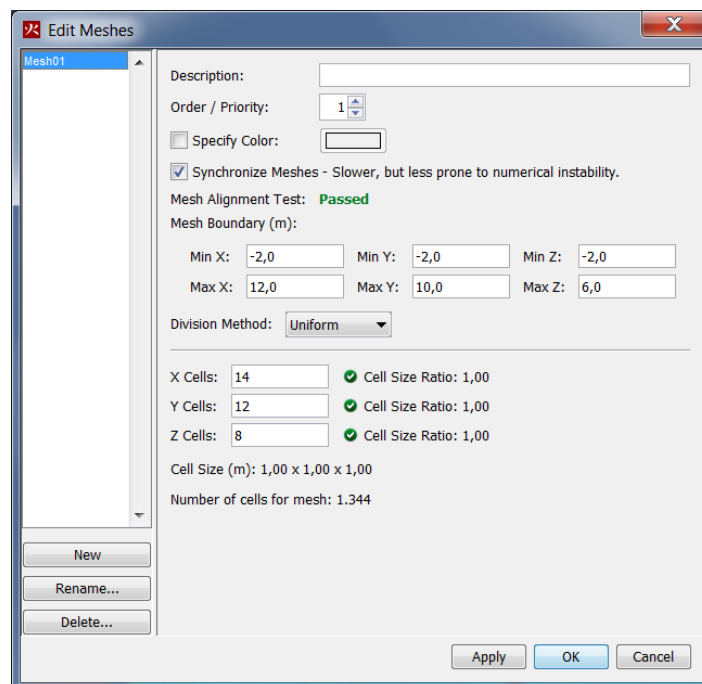 火 Edit Meshes
Mesh01
Description:
Order / Priority: 1
Specify Color:
Synchronize Meshes - Slower, but less prone to numerical instability.
Mesh Alignment Test: Passed
Mesh Boundary (m):
Min X: -2,0 Min Y: -2,0 Min Z: -2,0
Max X: 12,0 Max Y: 10,0 Max Z: 6,0
Division Method: Uniform
X Cells: 14 Cell Size Ratio: 1,00
Y Cells: 12 Cell Size Ratio: 1,00
Z Cells: 8 Cell Size Ratio: 1,00
Cell Size (m): 1,00 x 1,00 x 1,00
Number of cells for mesh: 1.344
New
Rename...
Delete...
Apply OK Cancel